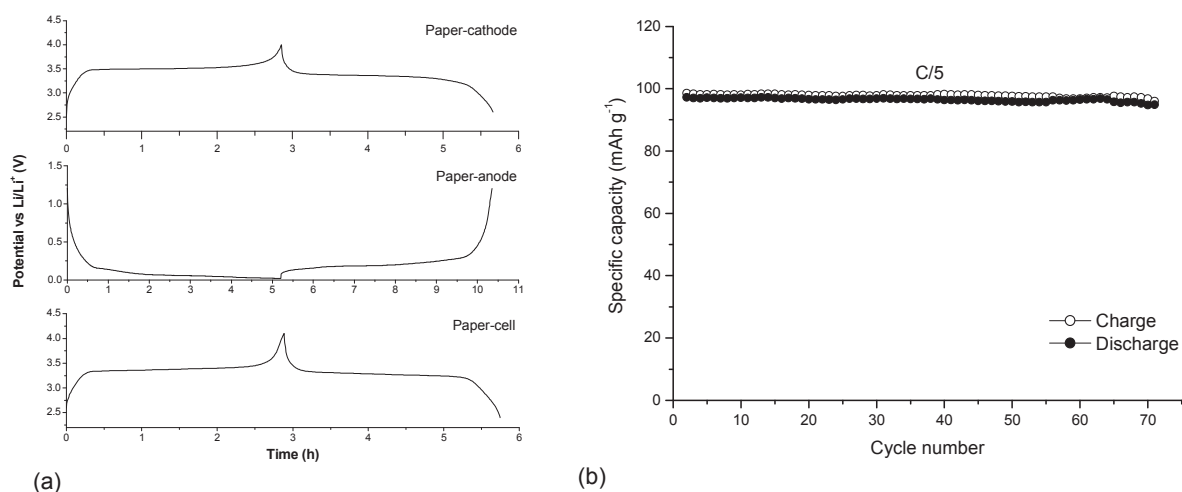 Potential vs Li/Li⁺ (V)
4.5
4.0
3.5
3.0
2.5
Paper-cathode
0 1 2 3 4 5 6
1.5
1.0
0.5
0.0
Paper-anode
0 1 2 3 4 5 6 7 8 9 10 11
4.5
4.0
3.5
3.0
2.5
Paper-cell
0 1 2 3 4 5 6
Time (h)
(a)
Specific capacity (mAh g⁻¹)
120
100
80
60
40
20
0
C/5
Charge
Discharge
0 10 20 30 40 50 60 70
Cycle number
(b)